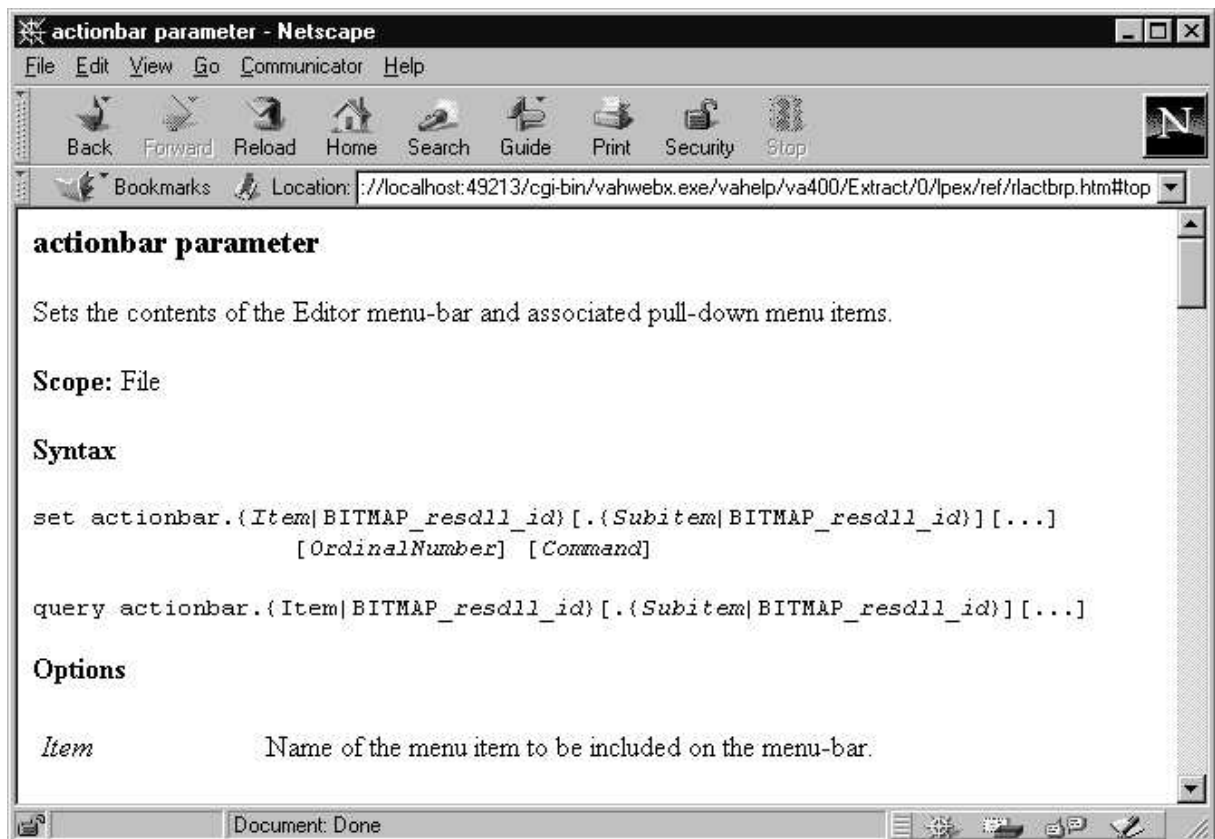 actionbar parameter - Netscape
File Edit View Go Communicator Help
Back Forward Reload Home Search Guide Print Security Stop
N
Bookmarks Location: ://localhost:49213/cgi-bin/vahwebx.exe/vahelp/va400/Extract/0/lpex/ref/rlactbrp.htm#top
actionbar parameter
Sets the contents of the Editor menu-bar and associated pull-down menu items.
Scope: File
Syntax
set actionbar.{Item|BITMAP_resdll_id}[.{Subitem|BITMAP_resdll_id}][...]
[OrdinalNumber] [Command]
query actionbar.{Item|BITMAP_resdll_id}[.{Subitem|BITMAP_resdll_id}][...]
Options
Item Name of the menu item to be included on the menu-bar.
Document: Done